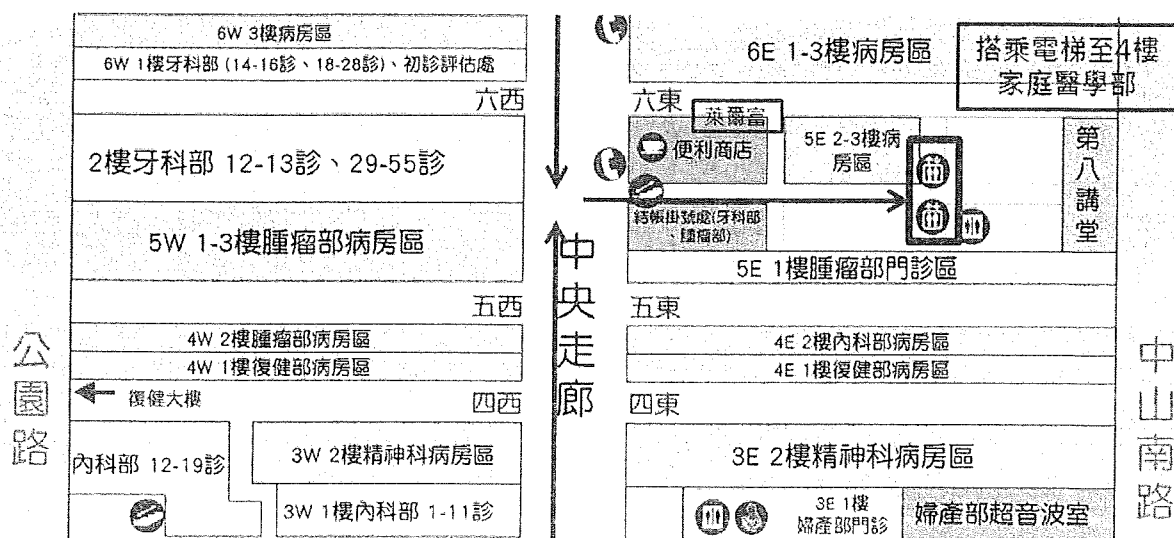 6W 3樓病房區
6W 1樓牙科部 (14-16診、18-28診)、初診評估處
六西
2樓牙科部 12-13診、29-55診
5W 1-3樓腫瘤部病房區
五西
4W 2樓腫瘤部病房區
4W 1樓復健部病房區
復健大樓
四西
內科部 12-19診
3W 2樓精神科病房區
3W 1樓內科部 1-11診
公園路
中央走廊
6E 1-3樓病房區
搭乘電梯至4樓
家庭醫學部
六東
萊爾富
便利商店
5E 2-3樓病
房區
第八講堂
結帳掛號處(牙科部
、腫瘤部)
5E 1樓腫瘤部門診區
五東
4E 2樓內科部病房區
4E 1樓復健部病房區
四東
3E 2樓精神科病房區
3E 1樓
婦產部門診
婦產部超音波室
中山南路